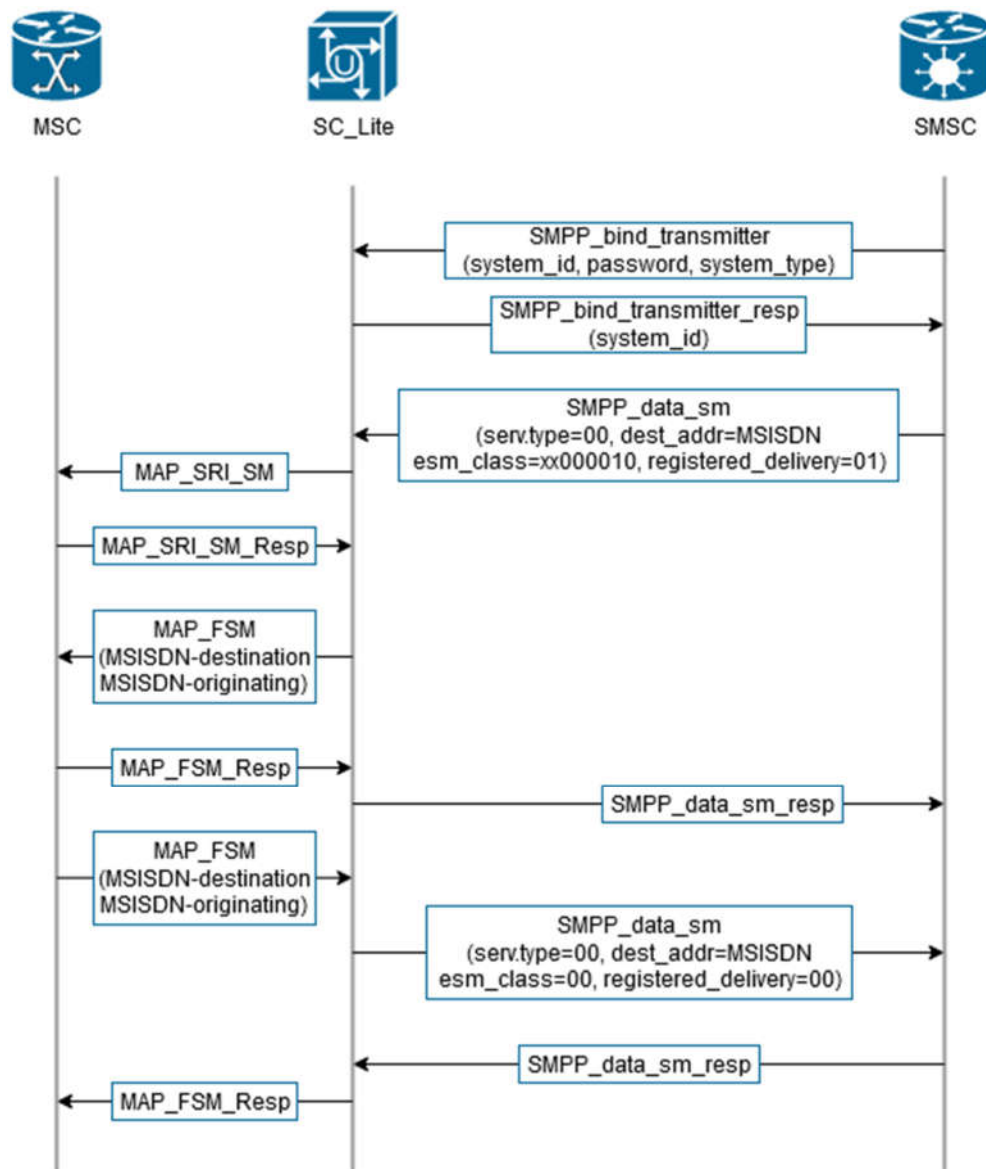 MSC
SC_Lite
SMSC
SMPP_bind_transmitter
(system_id, password, system_type)
SMPP_bind_transmitter_resp
(system_id)
SMPP_data_sm
(serv.type=00, dest_addr=MSISDN
esm_class=xx000010, registered_delivery=01)
MAP_SRI_SM
MAP_SRI_SM_Resp
MAP_FSM
(MSISDN-destination
MSISDN-originating)
MAP_FSM_Resp
SMPP_data_sm_resp
MAP_FSM
(MSISDN-destination
MSISDN-originating)
SMPP_data_sm
(serv.type=00, dest_addr=MSISDN
esm_class=00, registered_delivery=00)
SMPP_data_sm_resp
MAP_FSM_Resp